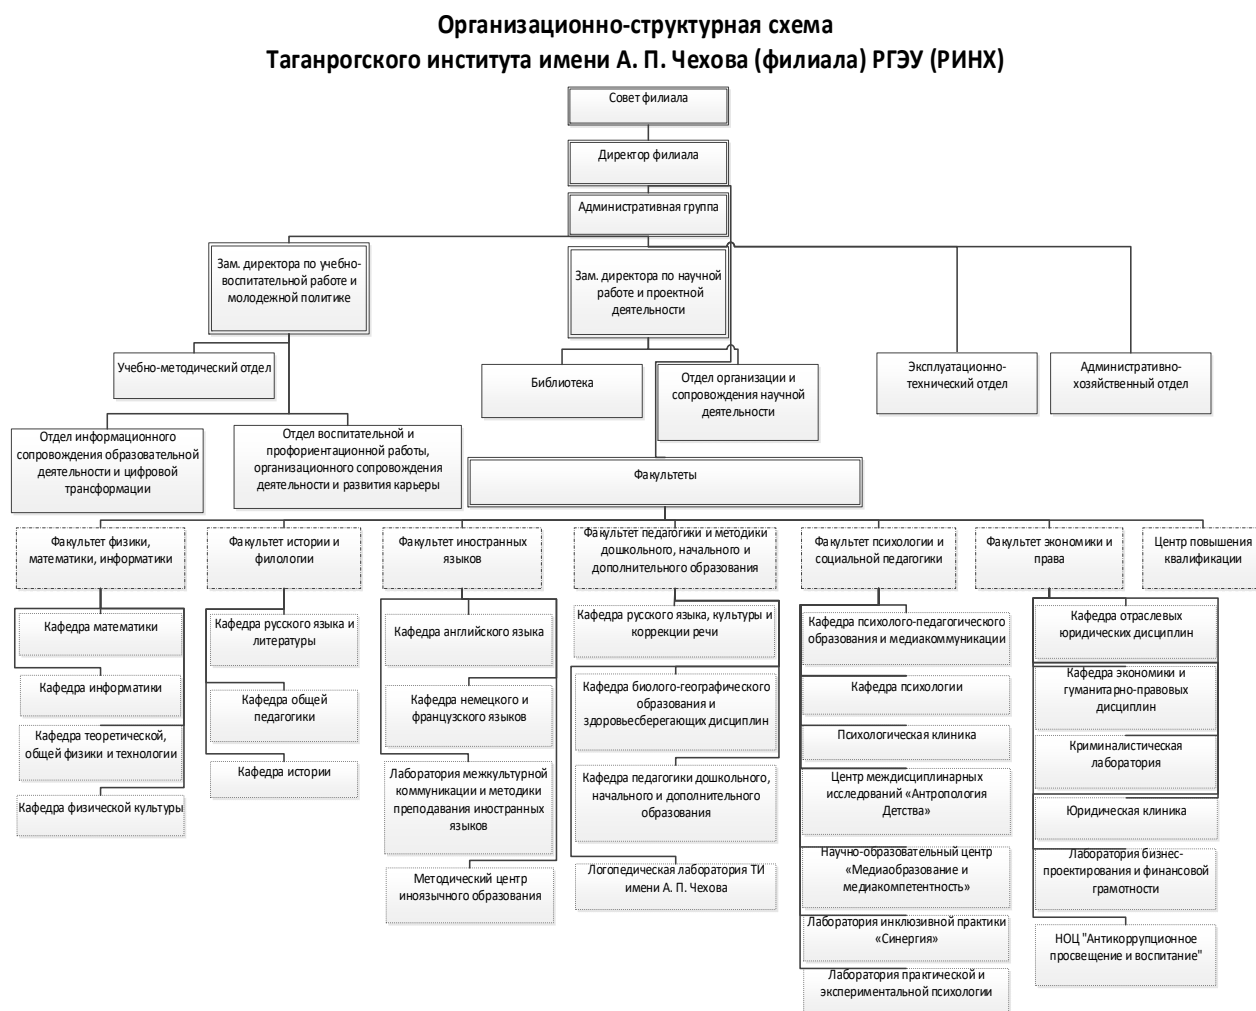 Организационно-структурная схема
Таганрогского института имени А. П. Чехова (филиала) РГЭУ (РИНХ)
Совет филиала
Директор филиала
Административная группа
Зам. директора по учебно-
воспитательной работе и
молодежной политике
Зам. директора по научной
работе и проектной
деятельности
Учебно-методический отдел
Библиотека
Отдел организации и
сопровождения научной
деятельности
Эксплуатационно-
технический отдел
Административно-
хозяйственный отдел
Отдел информационного
сопровождения образовательной
деятельности и цифровой
трансформации
Отдел воспитательной и
профориентационной работы,
организационного сопровождения
деятельности и развития карьеры
Факультеты
Факультет физики,
математики, информатики
Факультет истории и
филологии
Факультет иностранных
языков
Факультет педагогики и методики
дошкольного, начального и
дополнительного образования
Факультет психологии и
социальной педагогики
Факультет экономики и
права
Центр повышения
квалификации
Кафедра математики
Кафедра информатики
Кафедра теоретической,
общей физики и технологии
Кафедра физической культуры
Кафедра русского языка и
литературы
Кафедра общей
педагогики
Кафедра истории
Кафедра английского языка
Кафедра немецкого и
французского языков
Лаборатория межкультурной
коммуникации и методики
преподавания иностранных
языков
Методический центр
иноязычного образования
Кафедра русского языка, культуры и
коррекции речи
Кафедра биолого-географического
образования и
здоровьесберегающих дисциплин
Кафедра педагогики дошкольного,
начального и дополнительного
образования
Логопедическая лаборатория ТИ
имени А. П. Чехова
Кафедра психолого-педагогического
образования и медиакоммуникации
Кафедра психологии
Психологическая клиника
Центр междисциплинарных
исследований «Антропология
Детства»
Научно-образовательный центр
«Медиаобразование и
медиакомпетентность»
Лаборатория инклюзивной практики
«Синергия»
Лаборатория практической и
экспериментальной психологии
Кафедра отраслевых
юридических дисциплин
Кафедра экономики и
гуманитарно-правовых
дисциплин
Криминалистическая
лаборатория
Юридическая клиника
Лаборатория бизнес-
проектирования и финансовой
грамотности
НОЦ "Антикоррупционное
просвещение и воспитание"